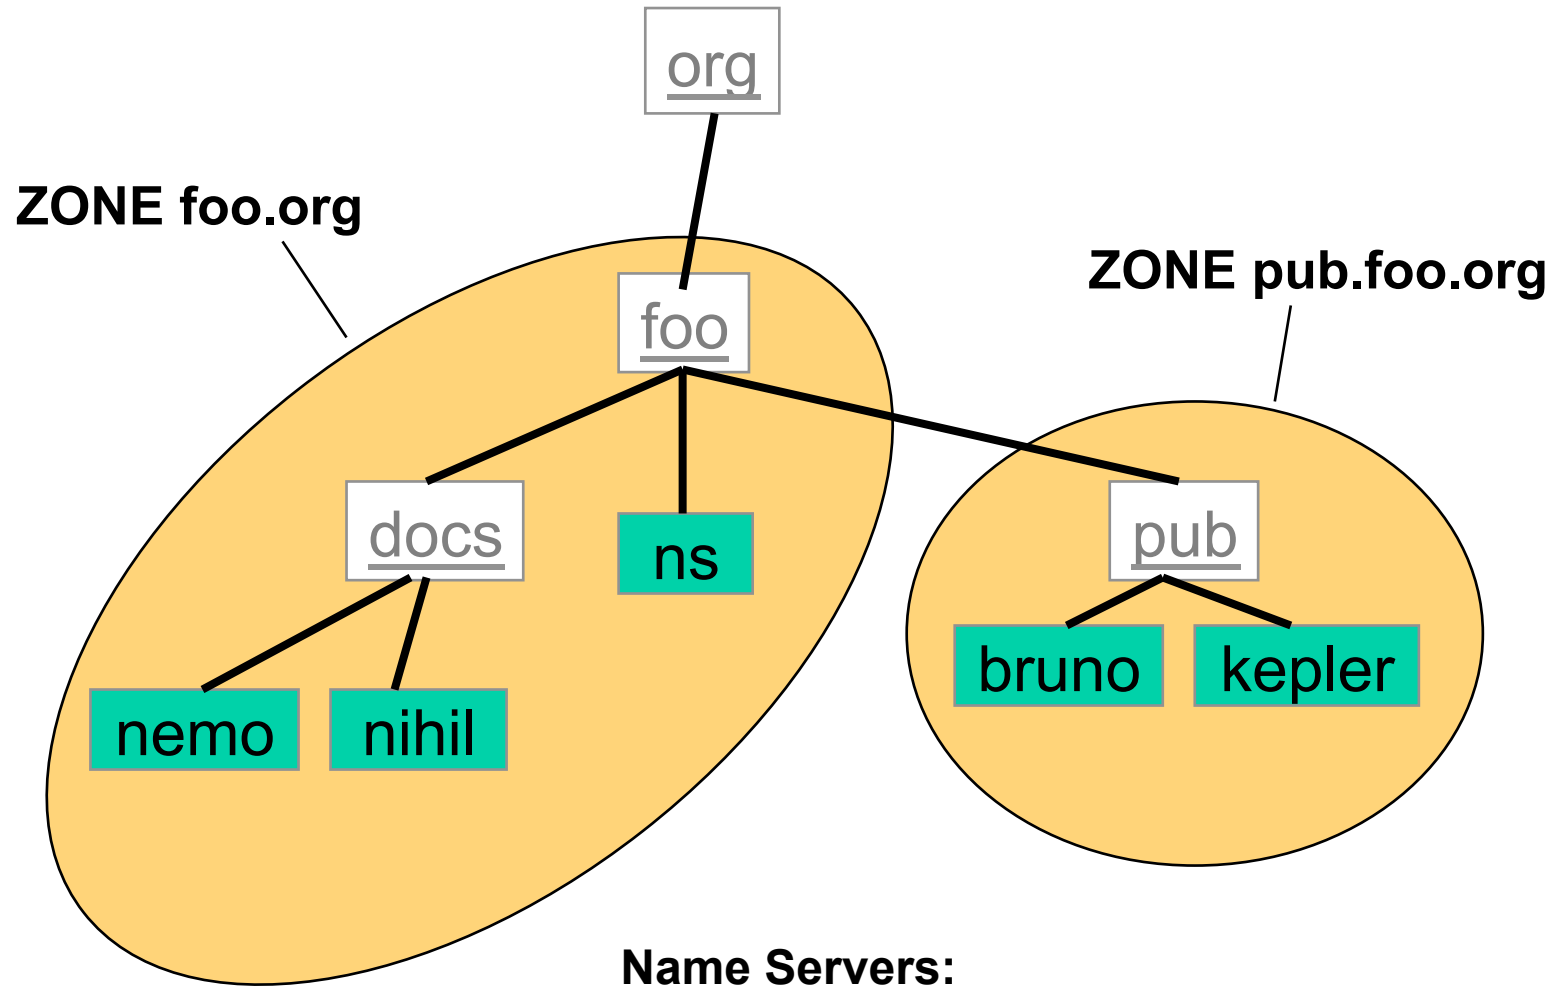 org
ZONE foo.org
ZONE pub.foo.org
foo
docs
ns
pub
bruno
kepler
nemo
nihil
Name Servers: